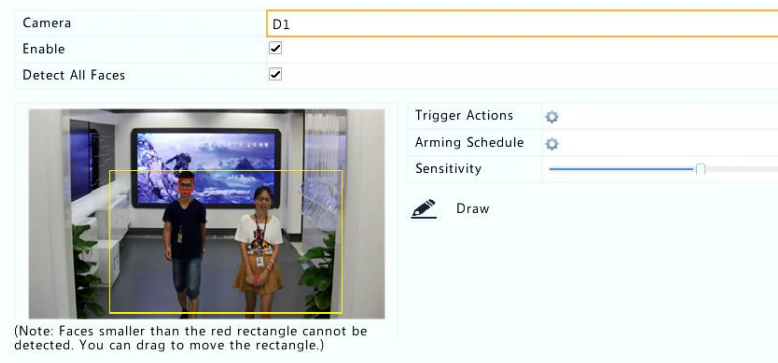 Camera
D1
Enable
Detect All Faces
Trigger Actions
Arming Schedule
Sensitivity
Draw
(Note: Faces smaller than the red rectangle cannot be
detected. You can drag to move the rectangle.)